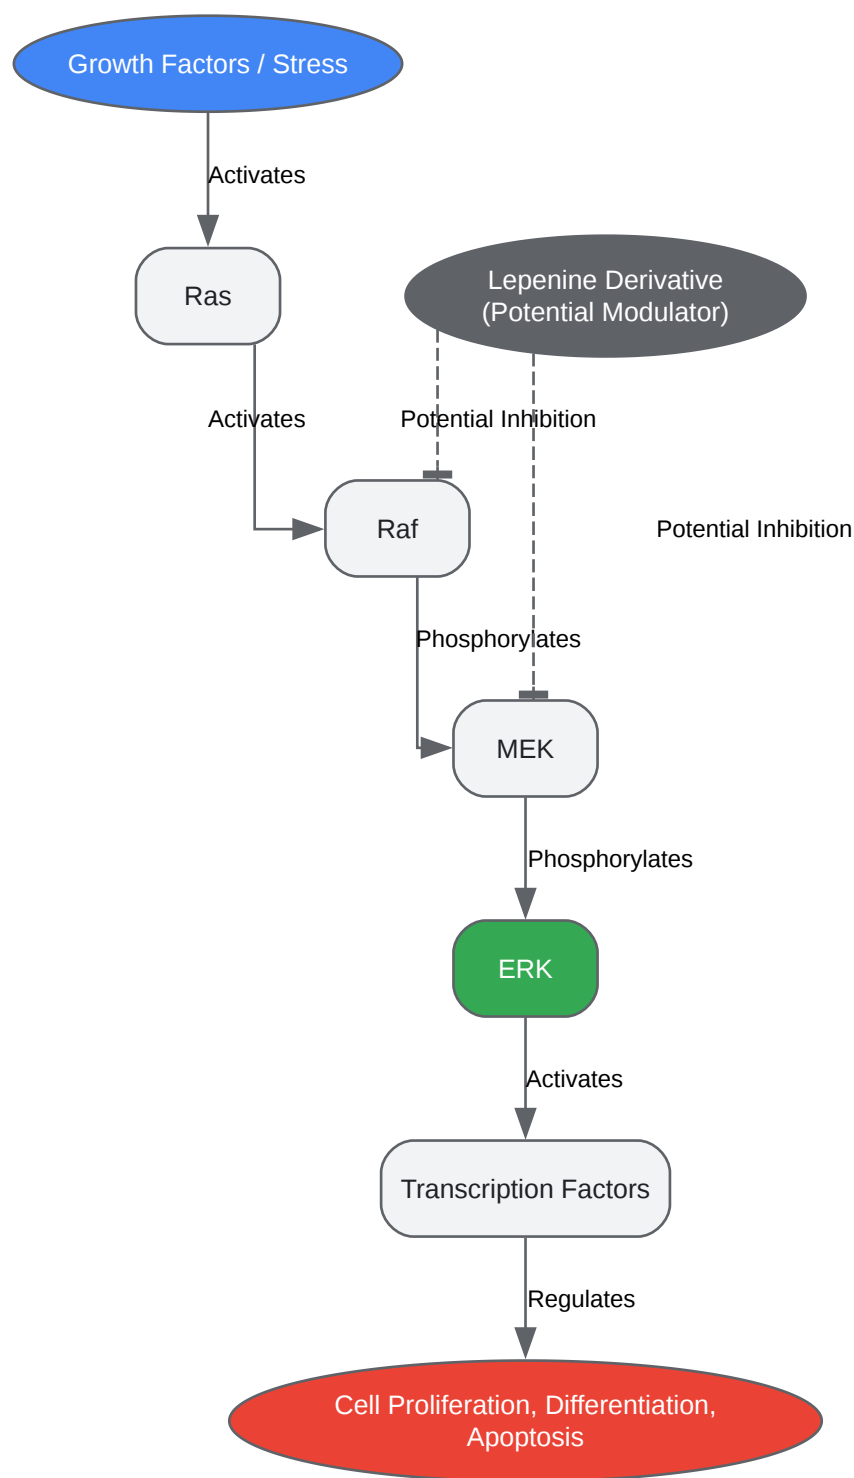 Growth Factors / Stress
Activates
Ras
Lepenine Derivative
(Potential Modulator)
Activates
Potential Inhibition
Raf
Potential Inhibition
Phosphorylates
MEK
Phosphorylates
ERK
Activates
Transcription Factors
Regulates
Cell Proliferation, Differentiation,
Apoptosis